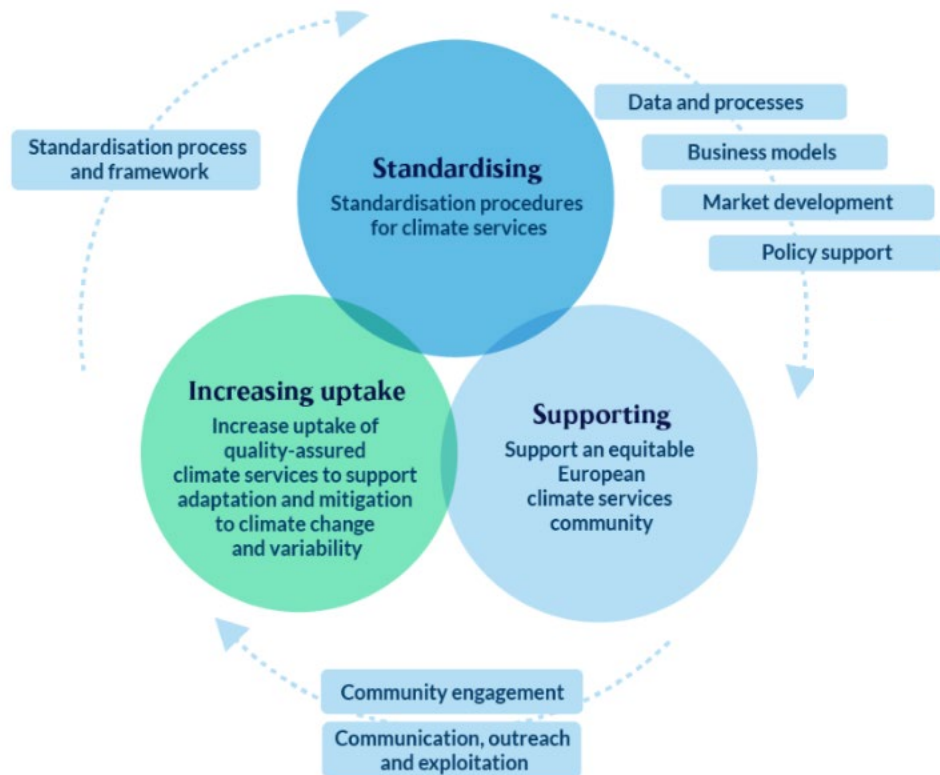 Standardisation process
and framework
Standardising
Standardisation procedures
for climate services
Data and processes
Business models
Market development
Policy support
Increasing uptake
Increase uptake of
quality-assured
climate services to support
adaptation and mitigation
to climate change
and variability
Supporting
Support an equitable
European
climate services
community
Community engagement
Communication, outreach
and exploitation